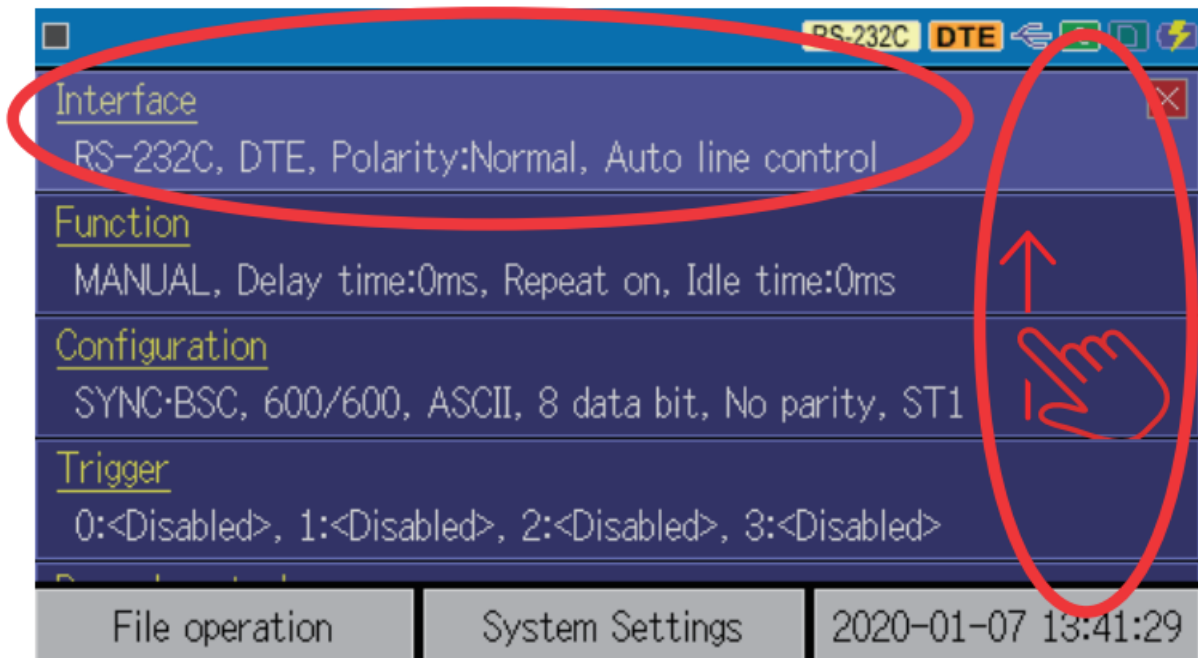 RS-232C DTE
Interface
RS-232C, DTE, Polarity:Normal, Auto line control
Function
MANUAL, Delay time:0ms, Repeat on, Idle time:0ms
Configuration
SYNC·BSC, 600/600, ASCII, 8 data bit, No parity, ST1
Trigger
0:<Disabled>, 1:<Disabled>, 2:<Disabled>, 3:<Disabled>
File operation System Settings 2020-01-07 13:41:29